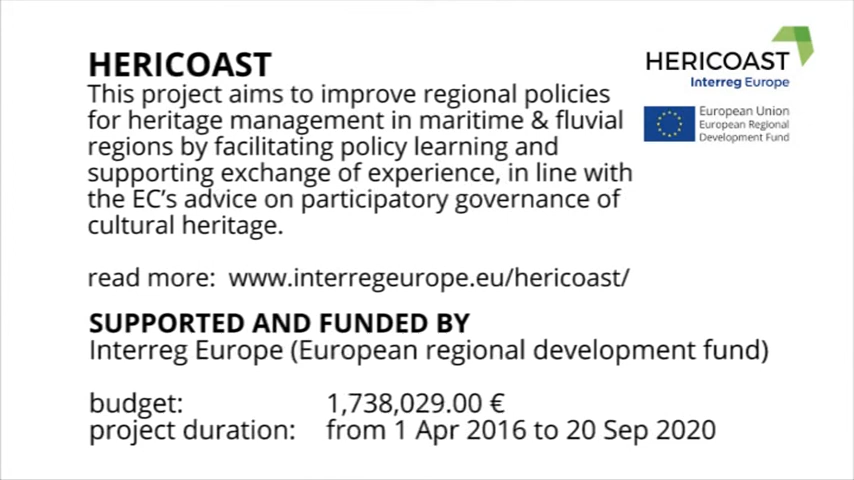 HERICOAST
This project aims to improve regional policies
for heritage management in maritime & fluvial
regions by facilitating policy learning and
supporting exchange of experience, in line with
the EC's advice on participatory governance of
cultural heritage.
read more: www.interregeurope.eu/hericoast/
SUPPORTED AND FUNDED BY
Interreg Europe (European regional development fund)
budget: 1,738,029.00 €
project duration: from 1 Apr 2016 to 20 Sep 2020
HERICOAST
Interreg Europe
European Union
European Regional
Development Fund